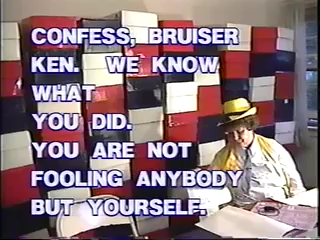 CONFESS, BRUISER
KEN.  WE KNOW
WHAT
YOU DID.
YOU ARE NOT
FOOLING ANYBODY
BUT YOURSELF.